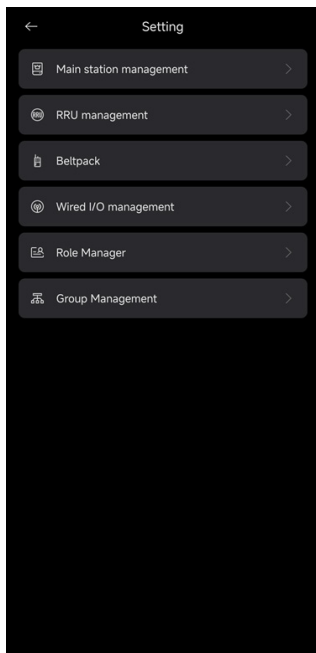 Setting
Main station management
RRU management
Beltpack
Wired I/O management
Role Manager
Group Management